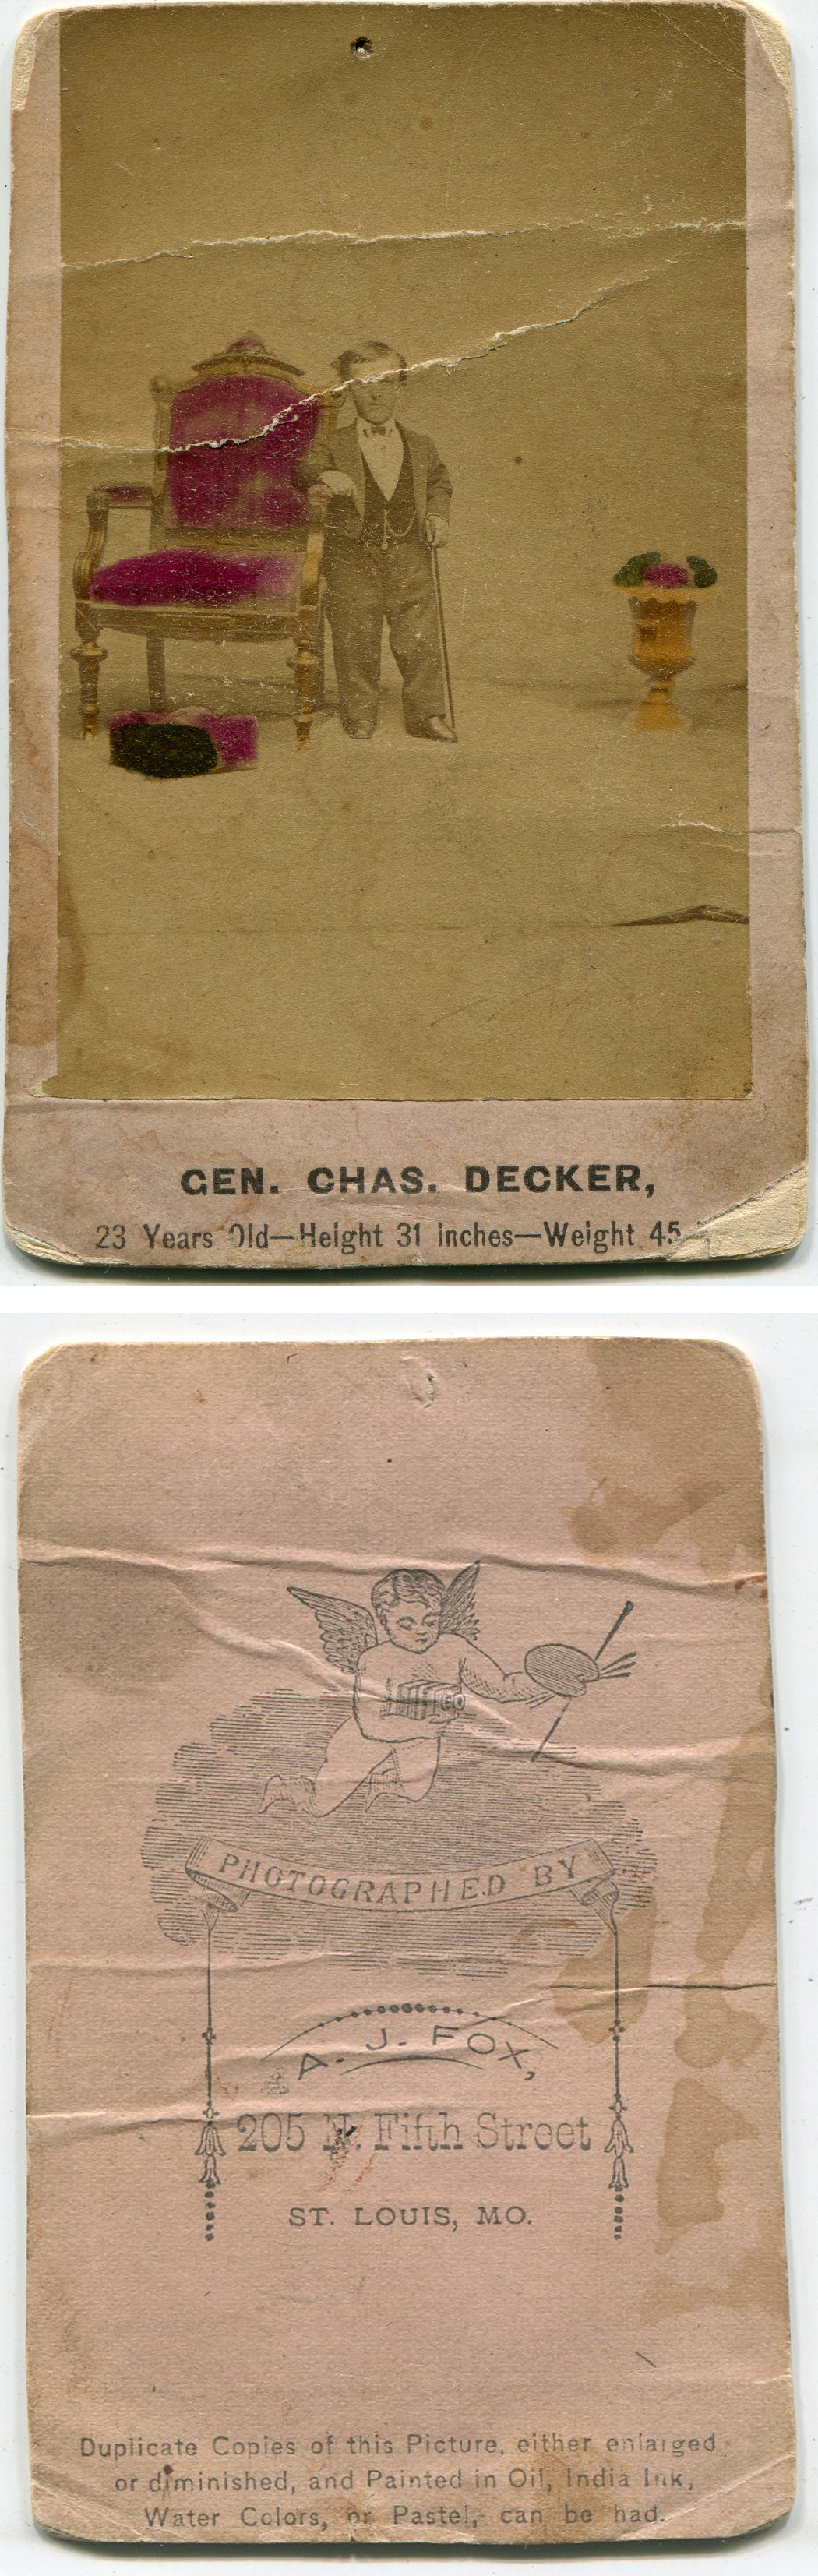 GEN. CHAS. DECKER,
23 Years Old—Height 31 inches—Weight 45
PHOTOGRAPHED BY
A. J. FOX,
205 N. Fifth Street
ST. LOUIS, MO.
Duplicate Copies of this Picture, either enlarged
or diminished, and Painted in Oil, India Ink,
Water Colors, or Pastel, can be had.